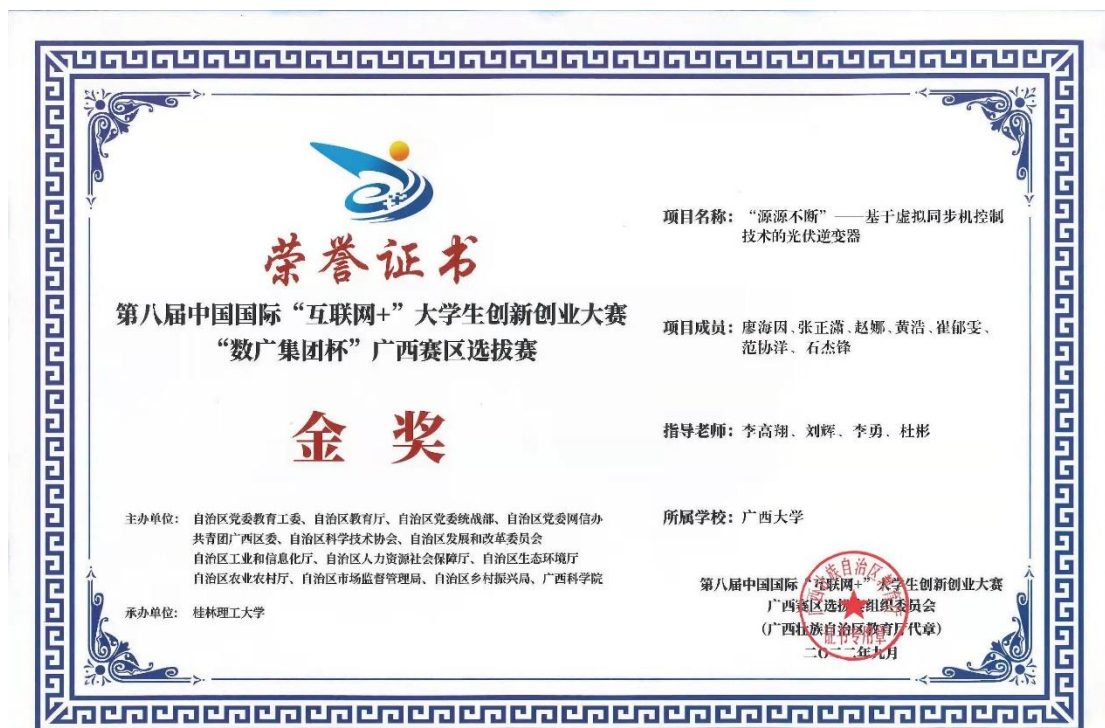 荣誉证书
第八届中国国际“互联网+”大学生创新创业大赛
“数广集团杯”广西赛区选拔赛
金 奖
主办单位： 自治区党委教育工委、自治区教育厅、自治区党委统战部、自治区党委网信办
共青团广西区委、自治区科学技术协会、自治区发展和改革委员会
自治区工业和信息化厅、自治区人力资源社会保障厅、自治区生态环境厅
自治区农业农村厅、自治区市场监督管理局、自治区乡村振兴局、广西科学院
承办单位： 桂林理工大学
项目名称： “源源不断”——基于虚拟同步机控制
技术的光伏逆变器
项目成员： 廖海因、张正潇、赵娜、黄浩、崔郁雯、
范协洋、石杰锋
指导老师： 李高翔、刘辉、李勇、杜彬
所属学校： 广西大学
第八届中国国际“互联网+”大学生创新创业大赛
广西赛区选拔赛组织委员会
(广西壮族自治区教育厅代章)
二〇二二年九月
广西壮族自治区教育厅
证书专用章